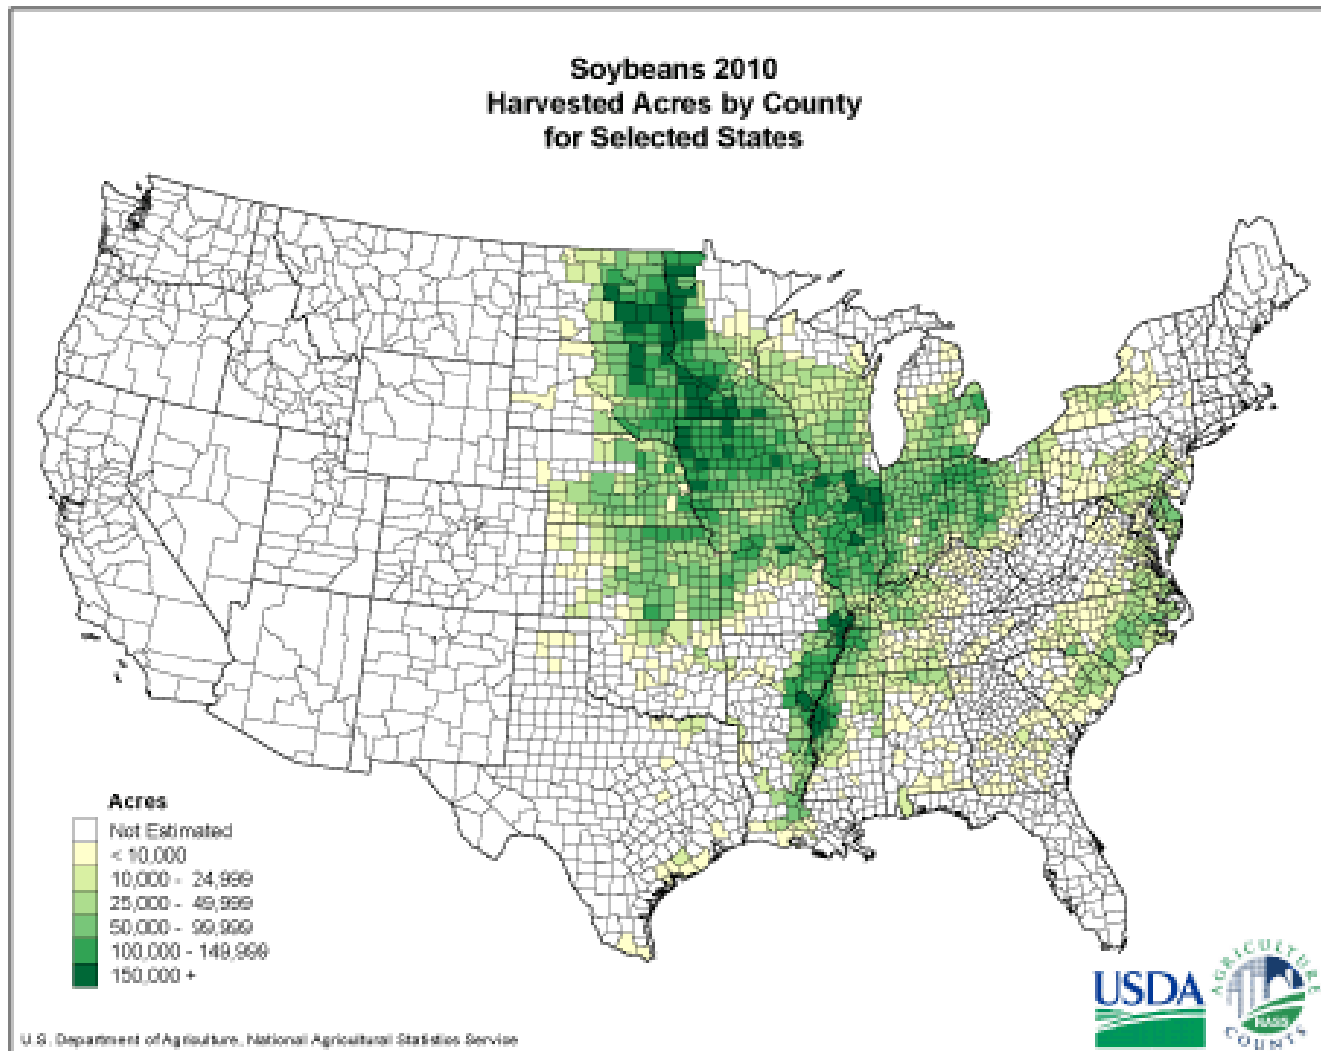 Soybeans 2010
Harvested Acres by County
for Selected States
Acres
Not Estimated
< 10,000
10,000 - 24,999
25,000 - 49,999
50,000 - 99,999
100,000 - 149,999
150,000 +
U.S. Department of Agriculture, National Agricultural Statistics Service
USDA
AGRICULTURE
NASS
COUNTS